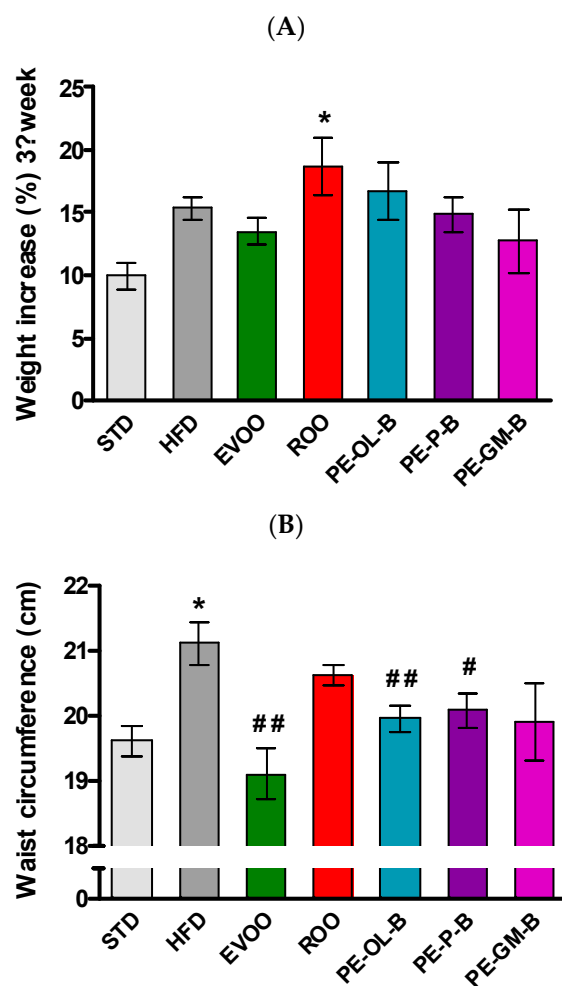 (A)
Weight increase (%) 3?week
25
20
15
10
5
0
*
STD
HFD
EVOO
ROO
PE-OL-B
PE-P-B
PE-GM-B
(B)
Waist circumference (cm)
22
21
20
19
18
0
*
##
##
#
STD
HFD
EVOO
ROO
PE-OL-B
PE-P-B
PE-GM-B